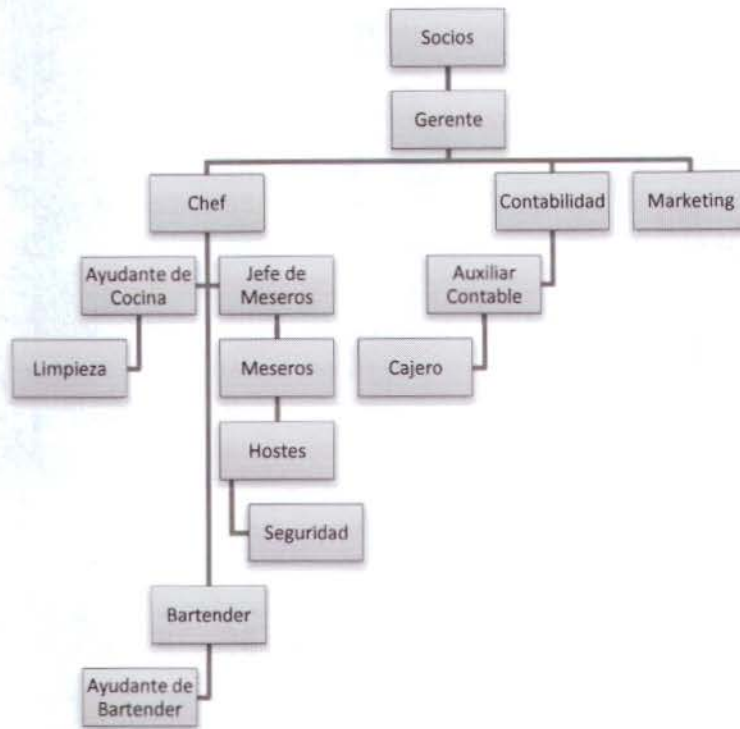 Socios
Gerente
Chef
Contabilidad
Marketing
Ayudante de
Cocina
Jefe de
Meseros
Auxiliar
Contable
Limpieza
Meseros
Cajero
Hostes
Seguridad
Bartender
Ayudante de
Bartender